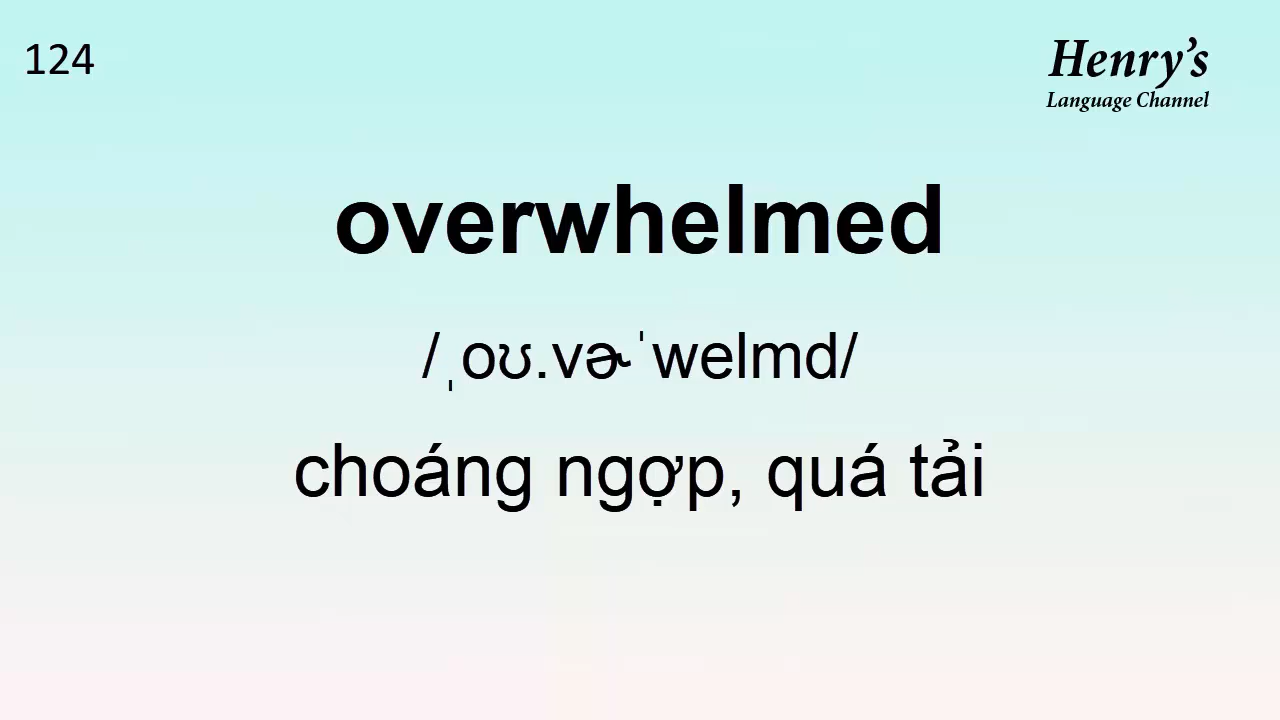 124
Henry's
Language Channel
overwhelmed
/ˌoʊ.vɚˈwelmd/
choáng ngợp, quá tải